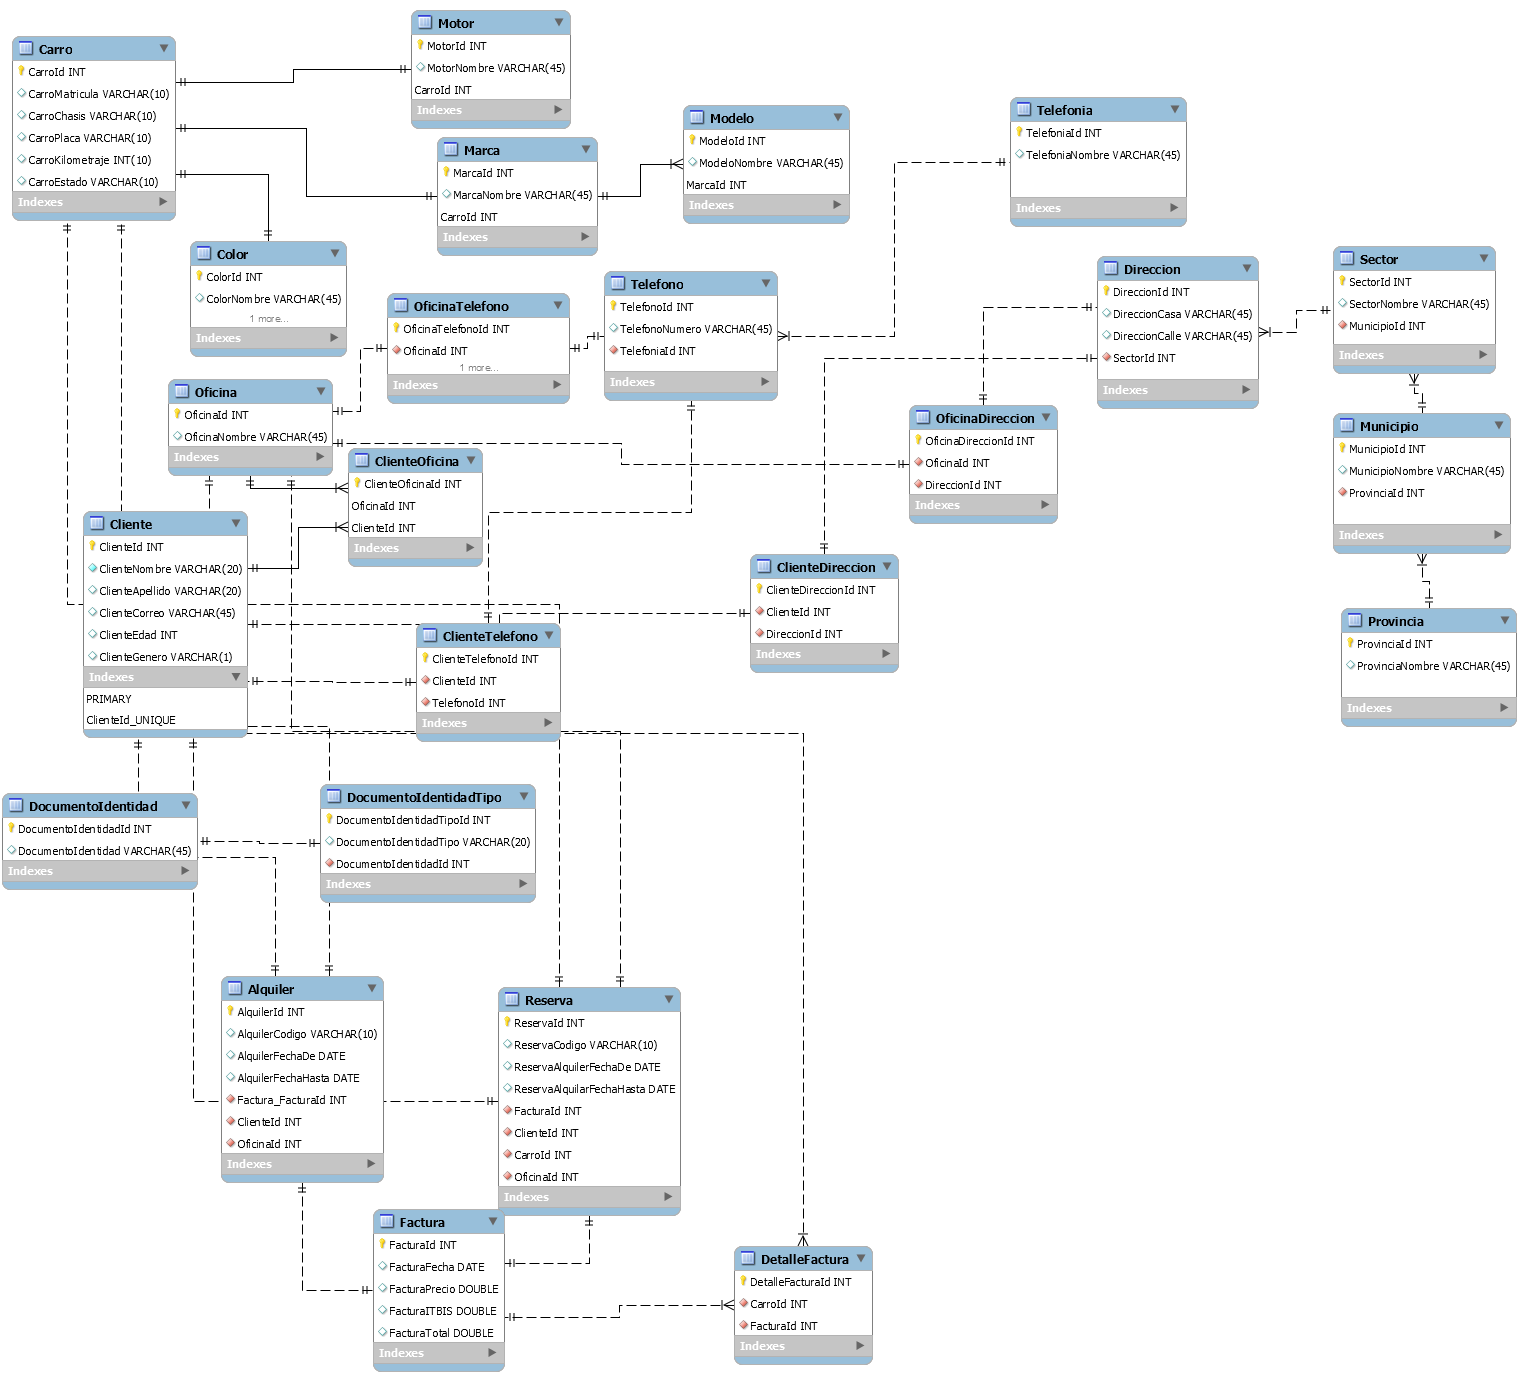 Carro
CarroId INT
CarroMatricula VARCHAR(10)
CarroChasis VARCHAR(10)
CarroPlaca VARCHAR(10)
CarroKilometraje INT(10)
CarroEstado VARCHAR(10)
Indexes
Motor
MotorId INT
MotorNombre VARCHAR(45)
CarroId INT
Indexes
Marca
MarcaId INT
MarcaNombre VARCHAR(45)
CarroId INT
Indexes
Modelo
ModeloId INT
ModeloNombre VARCHAR(45)
MarcaId INT
Indexes
Telefonia
TelefoniaId INT
TelefoniaNombre VARCHAR(45)
Indexes
Color
ColorId INT
ColorNombre VARCHAR(45)
1 more...
Indexes
OficinaTelefono
OficinaTelefonoId INT
OficinaId INT
1 more...
Indexes
Telefono
TelefonoId INT
TelefonoNumero VARCHAR(45)
TelefoniaId INT
Indexes
Direccion
DireccionId INT
DireccionCasa VARCHAR(45)
DireccionCalle VARCHAR(45)
SectorId INT
Indexes
Sector
SectorId INT
SectorNombre VARCHAR(45)
MunicipioId INT
Indexes
Oficina
OficinaId INT
OficinaNombre VARCHAR(45)
Indexes
ClienteOficina
ClienteOficinaId INT
OficinaId INT
ClienteId INT
Indexes
OficinaDireccion
OficinaDireccionId INT
OficinaId INT
DireccionId INT
Indexes
Municipio
MunicipioId INT
MunicipioNombre VARCHAR(45)
ProvinciaId INT
Indexes
Cliente
ClienteId INT
ClienteNombre VARCHAR(20)
ClienteApellido VARCHAR(20)
ClienteCorreo VARCHAR(45)
ClienteEdad INT
ClienteGenero VARCHAR(1)
Indexes
PRIMARY
ClienteId_UNIQUE
ClienteTelefono
ClienteTelefonoId INT
ClienteId INT
TelefonoId INT
Indexes
ClienteDireccion
ClienteDireccionId INT
ClienteId INT
DireccionId INT
Indexes
Provincia
ProvinciaId INT
ProvinciaNombre VARCHAR(45)
Indexes
DocumentoIdentidad
DocumentoIdentidadId INT
DocumentoIdentidad VARCHAR(45)
Indexes
DocumentoIdentidadTipo
DocumentoIdentidadTipoId INT
DocumentoIdentidadTipo VARCHAR(20)
DocumentoIdentidadId INT
Indexes
Alquiler
AlquilerId INT
AlquilerCodigo VARCHAR(10)
AlquilerFechaDe DATE
AlquilerFechaHasta DATE
Factura_FacturaId INT
ClienteId INT
OficinaId INT
Indexes
Reserva
ReservaId INT
ReservaCodigo VARCHAR(10)
ReservaAlquilerFechaDe DATE
ReservaAlquilarFechaHasta DATE
FacturaId INT
ClienteId INT
CarroId INT
OficinaId INT
Indexes
Factura
FacturaId INT
FacturaFecha DATE
FacturaPrecio DOUBLE
FacturaITBIS DOUBLE
FacturaTotal DOUBLE
Indexes
DetalleFactura
DetalleFacturaId INT
CarroId INT
FacturaId INT
Indexes